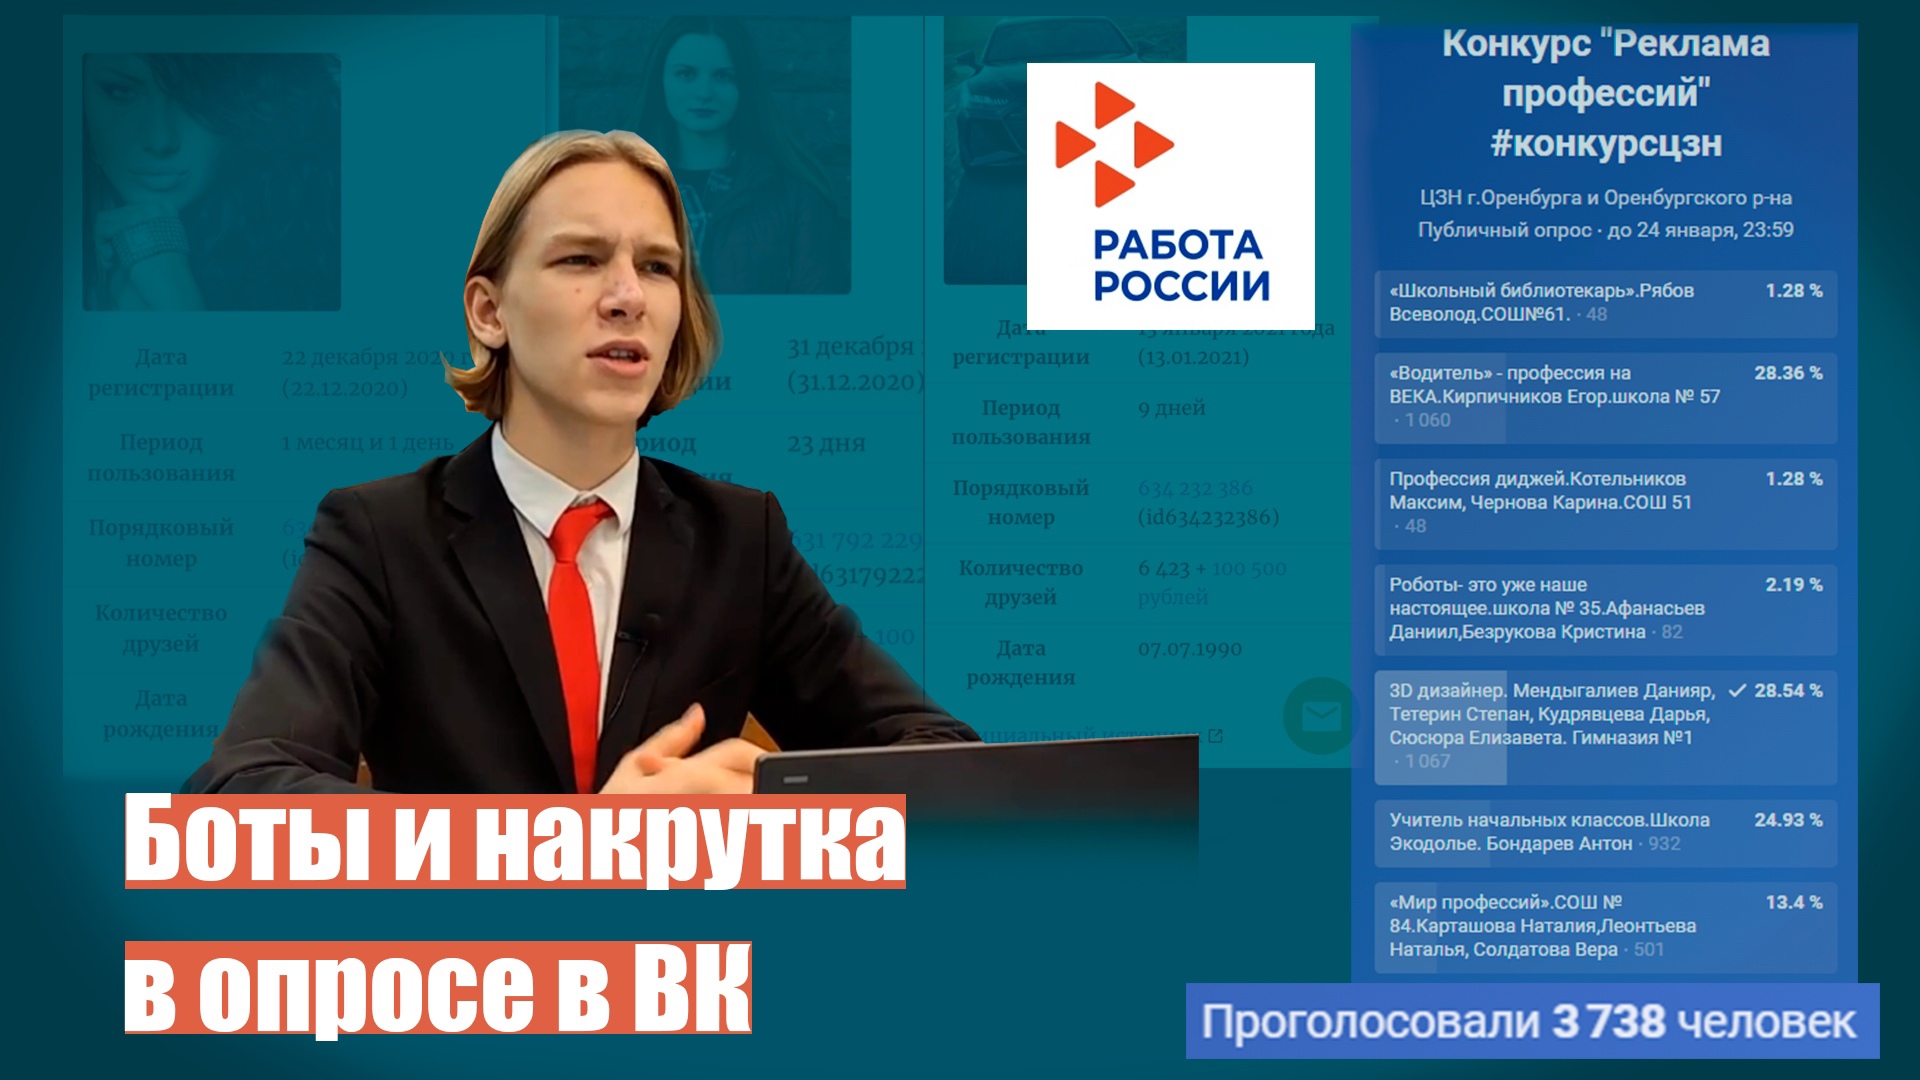 Дата
регистрации
22 декабря 2020 г
(22.12.2020)
Период
пользования
1 месяц и 1 день
Порядковый
номер
Количество
друзей
Дата
рождения
31 декабря
(31.12.2020)
23 дня
631 792 229
Дата
регистрации
13 января 2021 года
(13.01.2021)
Период
пользования
9 дней
Порядковый
номер
634 232 386
(id634232386)
Количество
друзей
6 423 + 100 500
рублей
Дата
рождения
07.07.1990
РАБОТА
РОССИИ
Конкурс "Реклама
профессий"
#конкурсцзн
ЦЗН г.Оренбурга и Оренбургского р-на
Публичный опрос · до 24 января, 23:59
«Школьный библиотекарь».Рябов 1.28 %
Всеволод.СОШ№61. · 48
«Водитель» - профессия на 28.36 %
ВЕКА.Кирпичников Егор.школа № 57
· 1 060
Профессия диджей.Котельников 1.28 %
Максим, Чернова Карина.СОШ 51
· 48
Роботы- это уже наше 2.19 %
настоящее.школа № 35.Афанасьев
Даниил,Безрукова Кристина · 82
3D дизайнер. Мендыгалиев Данияр, 28.54 %
Тетерин Степан, Кудрявцева Дарья,
Сюсюра Елизавета. Гимназия №1
· 1 067
Учитель начальных классов.Школа 24.93 %
Экодолье. Бондарев Антон · 932
«Мир профессий».СОШ № 13.4 %
84.Карташова Наталия,Леонтьева
Наталья, Солдатова Вера · 501
Проголосовали 3 738 человек
Боты и накрутка
в опросе в ВК